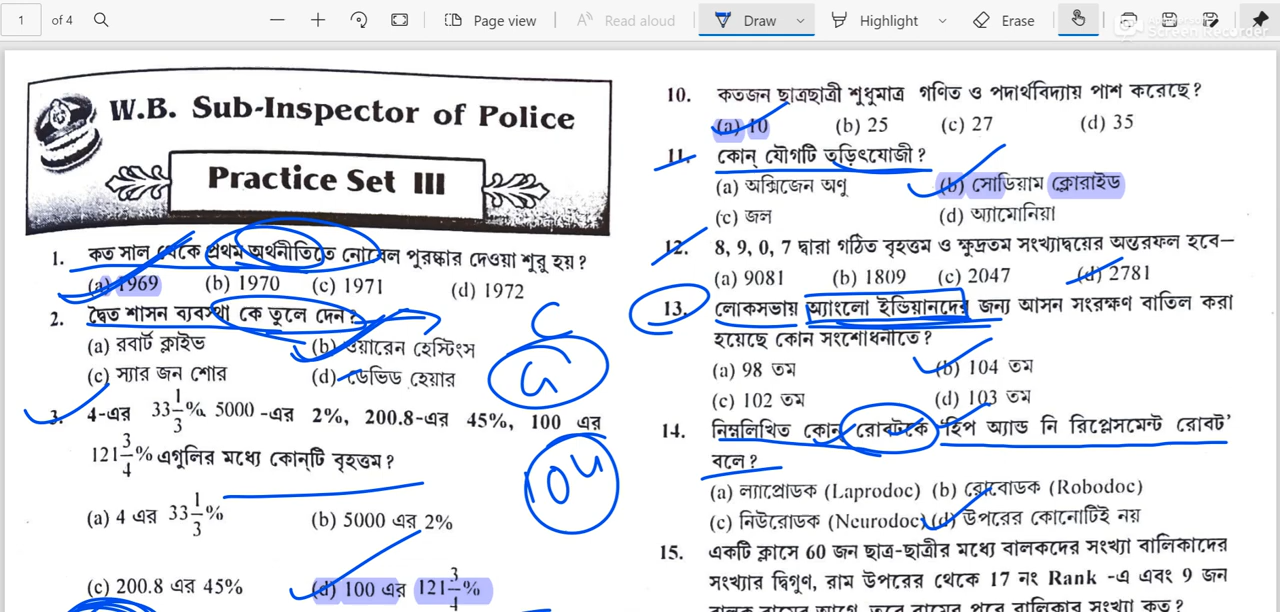 1 of 4 Page view Read aloud Draw Highlight Erase
Screen Recorder
W.B. Sub-Inspector of Police
Practice Set III
1. কত সাল থেকে প্রথম অর্থনীতিতে নোবেল পুরস্কার দেওয়া শুরু হয়?
(a) 1969 (b) 1970 (c) 1971 (d) 1972
2. দ্বৈত শাসন ব্যবস্থা কে তুলে দেন?
(a) রবার্ট ক্লাইভ (b) ওয়ারেন হেস্টিংস
(c) স্যার জন শোর (d) ডেভিড হেয়ার
3. 4-এর 33 1/3 %. 5000 -এর 2%, 200.8-এর 45%, 100 এর
121 3/4 % এগুলির মধ্যে কোন্‌টি বৃহত্তম?
(a) 4 এর 33 1/3 % (b) 5000 এর 2%
(c) 200.8 এর 45% (d) 100 এর 121 3/4 %
C
G
104
10. কতজন ছাত্রছাত্রী শুধুমাত্র গণিত ও পদার্থবিদ্যায় পাশ করেছে?
(a) 10 (b) 25 (c) 27 (d) 35
11. কোন্ যৌগটি তড়িৎযোজী?
(a) অক্সিজেন অণু (b) সোডিয়াম ক্লোরাইড
(c) জল (d) অ্যামোনিয়া
12. 8, 9, 0, 7 দ্বারা গঠিত বৃহত্তম ও ক্ষুদ্রতম সংখ্যাদ্বয়ের অন্তরফল হবে–
(a) 9081 (b) 1809 (c) 2047 (d) 2781
13. লোকসভায় অ্যাংলো ইন্ডিয়ানদের জন্য আসন সংরক্ষণ বাতিল করা
হয়েছে কোন সংশোধনীতে?
(a) 98 তম (b) 104 তম
(c) 102 তম (d) 103 তম
14. নিম্নলিখিত কোন রোবটকে ‘হিপ অ্যান্ড নি রিপ্লেসমেন্ট রোবট’
বলে?
(a) ল্যাপ্রোডক (Laprodoc) (b) রোবোডক (Robodoc)
(c) নিউরোডক (Neurodoc) (d) উপরের কোনোটিই নয়
15. একটি ক্লাসে 60 জন ছাত্র-ছাত্রীর মধ্যে বালকদের সংখ্যা বালিকাদের
সংখ্যার দ্বিগুণ, রাম উপরের থেকে 17 নং Rank -এ এবং 9 জন